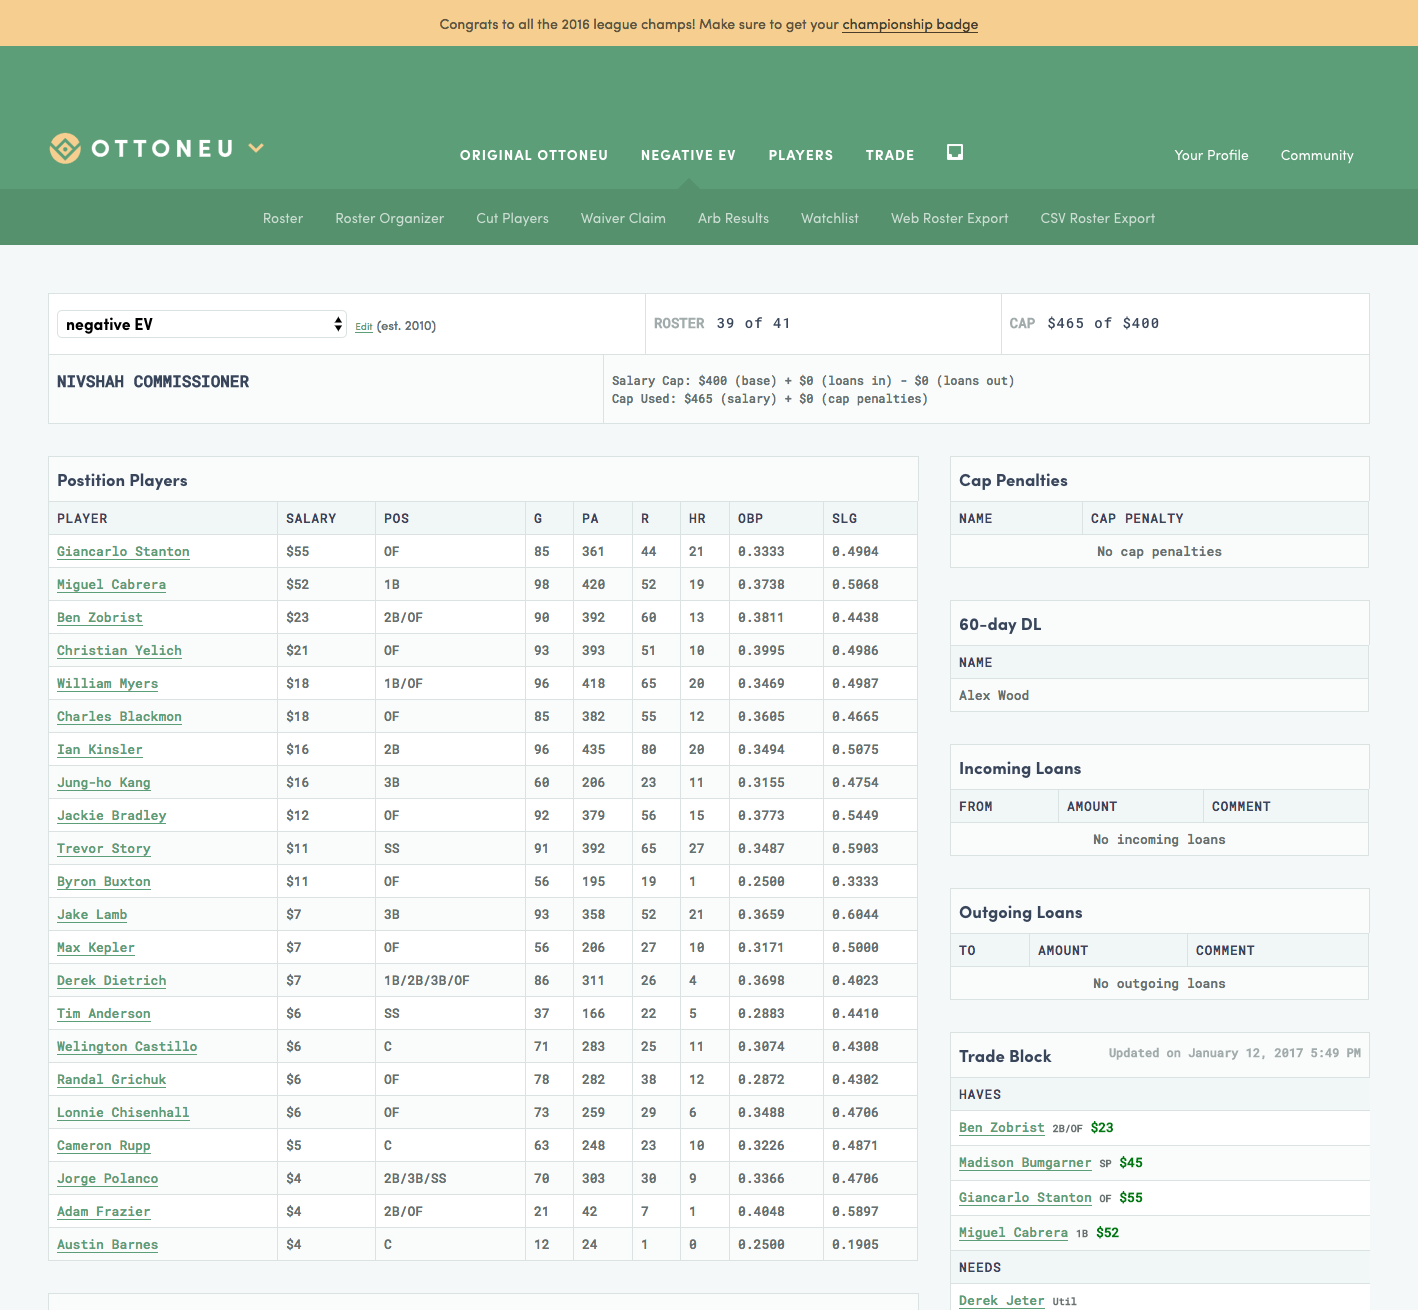 Congrats to all the 2016 league champs! Make sure to get your championship badge
OTTONEU
ORIGINAL OTTONEU NEGATIVE EV PLAYERS TRADE
Your Profile Community
Roster Roster Organizer Cut Players Waiver Claim Arb Results Watchlist Web Roster Export CSV Roster Export
negative EV Edit (est. 2010) ROSTER 39 of 41 CAP $465 of $400
NIVSHAH COMMISSIONER
Salary Cap: $400 (base) + $0 (loans in) - $0 (loans out)
Cap Used: $465 (salary) + $0 (cap penalties)
Postition Players
PLAYER SALARY POS G PA R HR OBP SLG
Giancarlo Stanton $55 OF 85 361 44 21 0.3333 0.4904
Miguel Cabrera $52 1B 98 420 52 19 0.3738 0.5068
Ben Zobrist $23 2B/OF 90 392 60 13 0.3811 0.4438
Christian Yelich $21 OF 93 393 51 10 0.3995 0.4986
William Myers $18 1B/OF 96 418 65 20 0.3469 0.4987
Charles Blackmon $18 OF 85 382 55 12 0.3605 0.4665
Ian Kinsler $16 2B 96 435 80 20 0.3494 0.5075
Jung-ho Kang $16 3B 60 206 23 11 0.3155 0.4754
Jackie Bradley $12 OF 92 379 56 15 0.3773 0.5449
Trevor Story $11 SS 91 392 65 27 0.3487 0.5903
Byron Buxton $11 OF 56 195 19 1 0.2500 0.3333
Jake Lamb $7 3B 93 358 52 21 0.3659 0.6044
Max Kepler $7 OF 56 206 27 10 0.3171 0.5000
Derek Dietrich $7 1B/2B/3B/OF 86 311 26 4 0.3698 0.4023
Tim Anderson $6 SS 37 166 22 5 0.2883 0.4410
Welington Castillo $6 C 71 283 25 11 0.3074 0.4308
Randal Grichuk $6 OF 78 282 38 12 0.2872 0.4302
Lonnie Chisenhall $6 OF 73 259 29 6 0.3488 0.4706
Cameron Rupp $5 C 63 248 23 10 0.3226 0.4871
Jorge Polanco $4 2B/3B/SS 70 303 30 9 0.3366 0.4706
Adam Frazier $4 2B/OF 21 42 7 1 0.4048 0.5897
Austin Barnes $4 C 12 24 1 0 0.2500 0.1905
Cap Penalties
NAME CAP PENALTY
No cap penalties
60-day DL
NAME
Alex Wood
Incoming Loans
FROM AMOUNT COMMENT
No incoming loans
Outgoing Loans
TO AMOUNT COMMENT
No outgoing loans
Trade Block Updated on January 12, 2017 5:49 PM
HAVES
Ben Zobrist 2B/OF $23
Madison Bumgarner SP $45
Giancarlo Stanton OF $55
Miguel Cabrera 1B $52
NEEDS
Derek Jeter Util